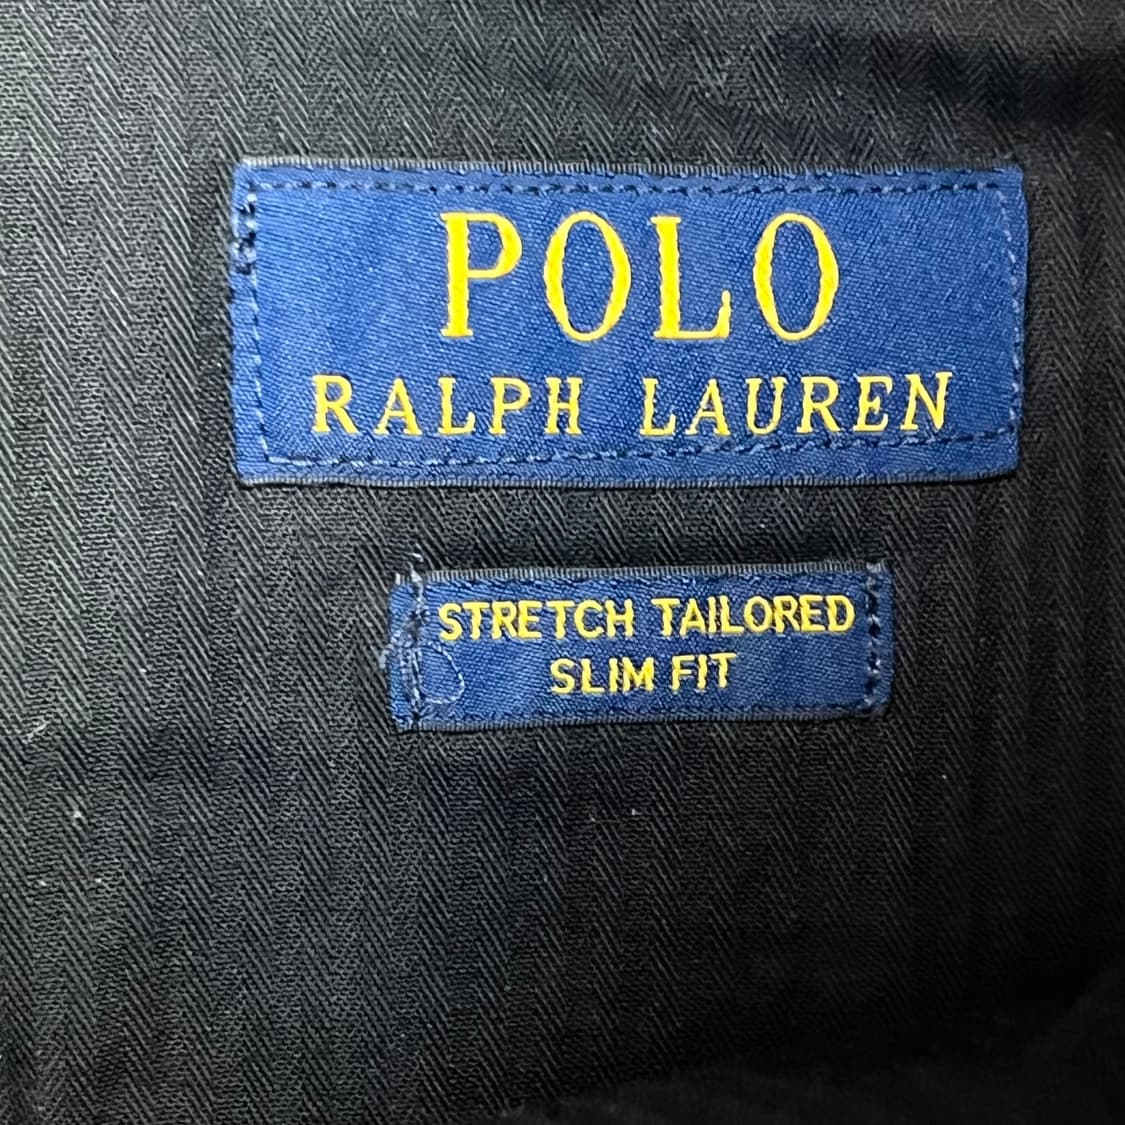 POLO
RALPH LAUREN
STRETCH TAILORED
SLIM FIT